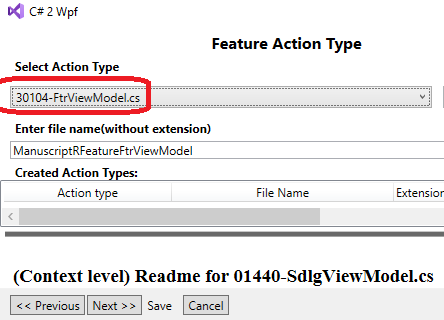 C# 2 Wpf
Feature Action Type
Select Action Type
30104-FtrViewModel.cs
Enter file name(without extension)
ManuscriptRFeatureFtrViewModel
Created Action Types:
Action type File Name Extension
(Context level) Readme for 01440-SdlgViewModel.cs
<< Previous Next >> Save Cancel